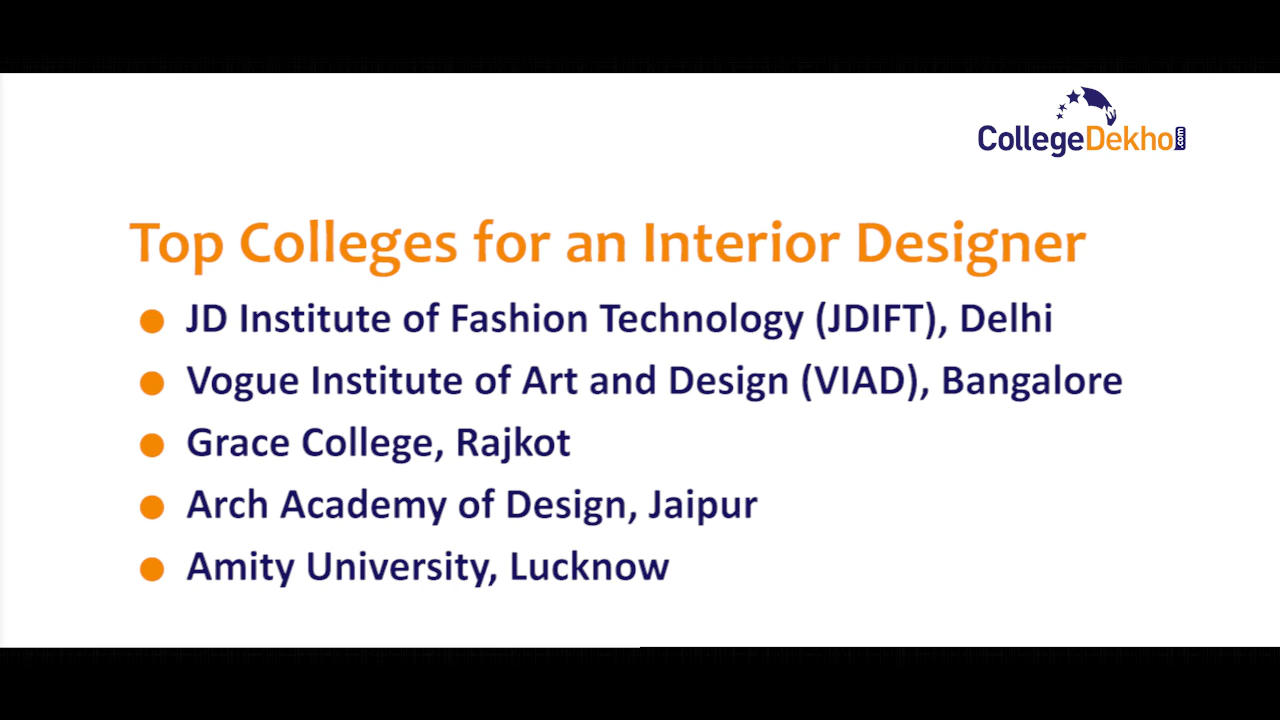 CollegeDekho.com
Top Colleges for an Interior Designer
JD Institute of Fashion Technology (JDIFT), Delhi
Vogue Institute of Art and Design (VIAD), Bangalore
Grace College, Rajkot
Arch Academy of Design, Jaipur
Amity University, Lucknow